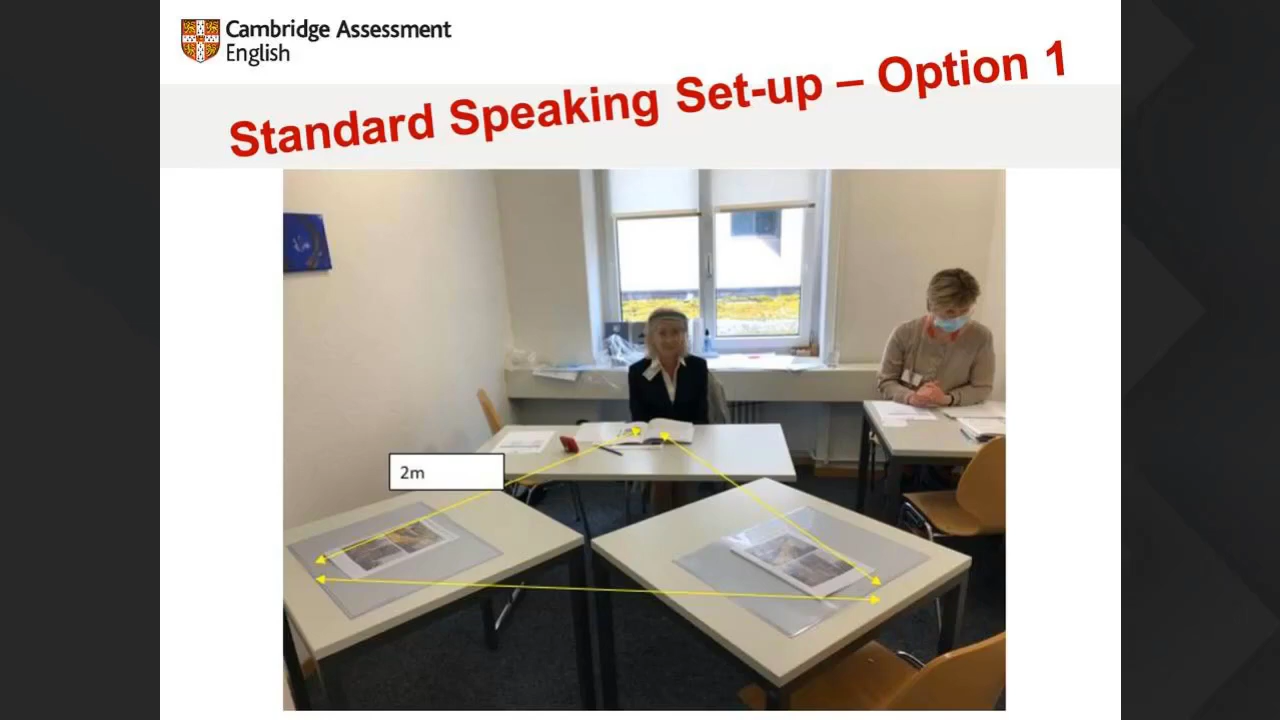 Cambridge Assessment
English
Standard Speaking Set-up – Option 1
2m